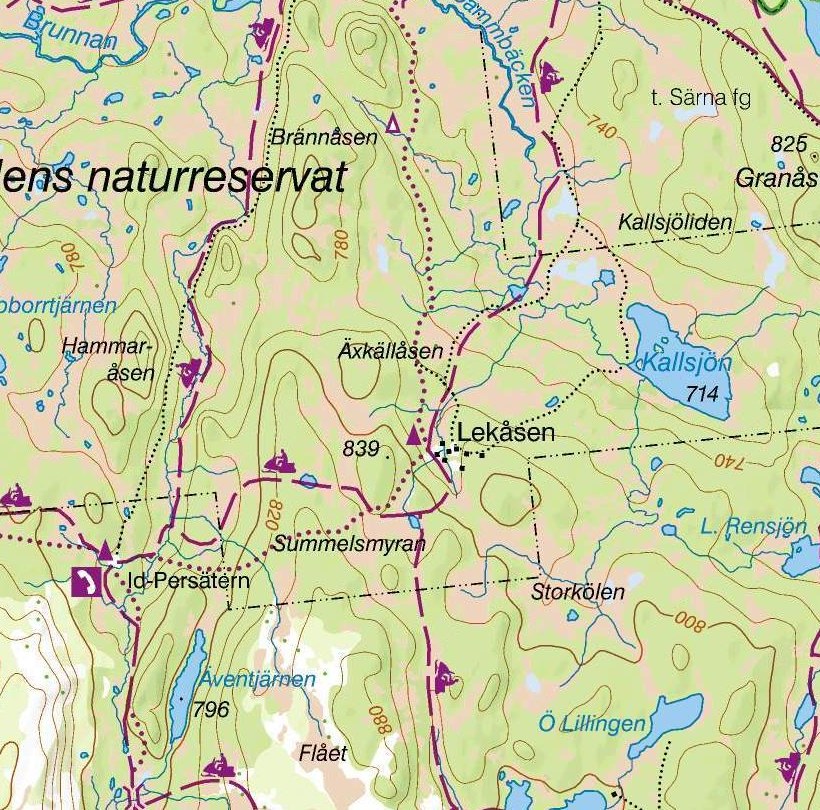 Brunnan
t. Särna fg
Brännåsen
740
825
Granås
lens naturreservat
Kallsjöliden
780
780
Hammar-
åsen
Äxkällåsen
Kallsjön
714
Lekåsen
839
740
820
L. Rensjön
Summelsmyran
Id-Persätern
Storkölen
800
Äventjärnen
796
880
Ö Lillingen
Flået